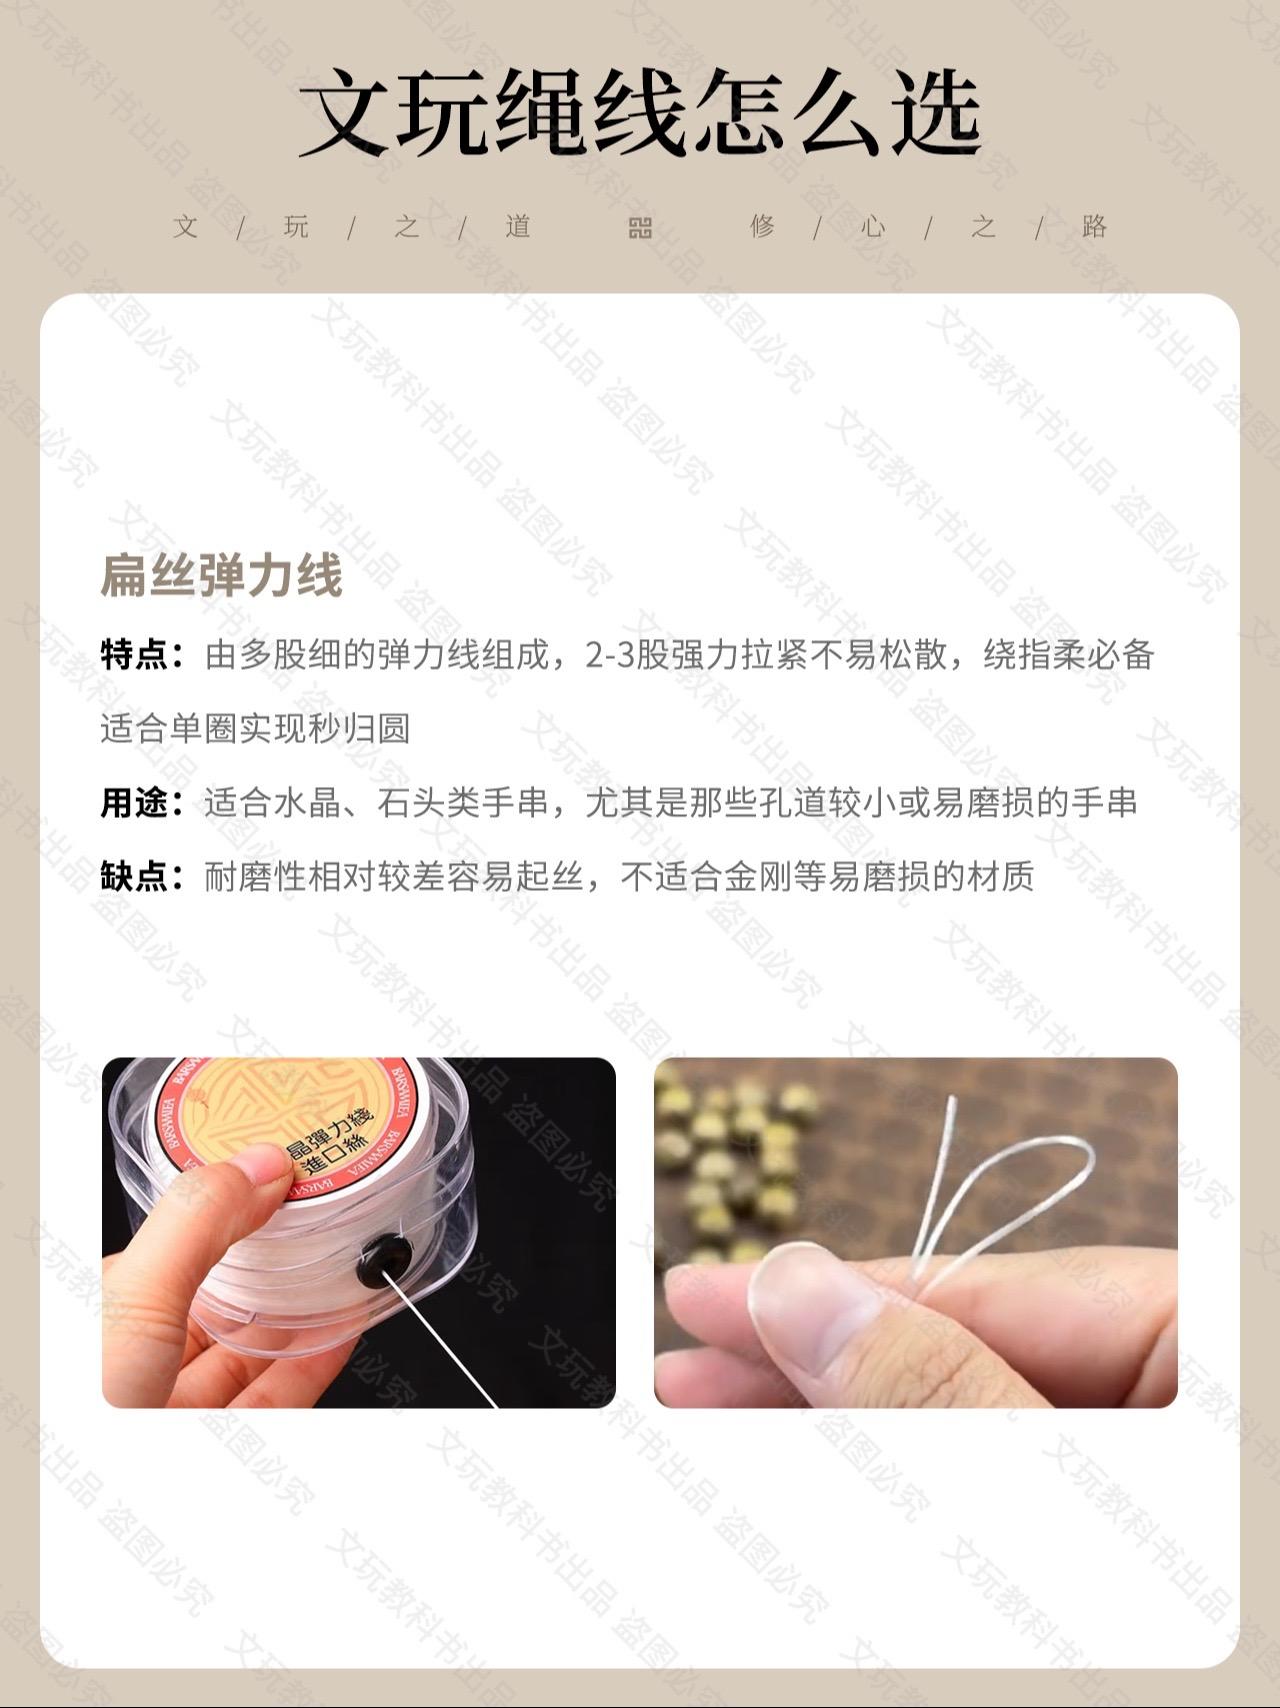 文玩绳线怎么选
文 / 玩 / 之 / 道 修 / 心 / 之 / 路
扁丝弹力线
特点：由多股细的弹力线组成，2-3股强力拉紧不易松散，绕指柔必备
适合单圈实现秒归圆
用途：适合水晶、石头类手串，尤其是那些孔道较小或易磨损的手串
缺点：耐磨性相对较差容易起丝，不适合金刚等易磨损的材质
BARSAMLEA
晶彈力綫
進口絲
文玩教科书出品 盗图必究